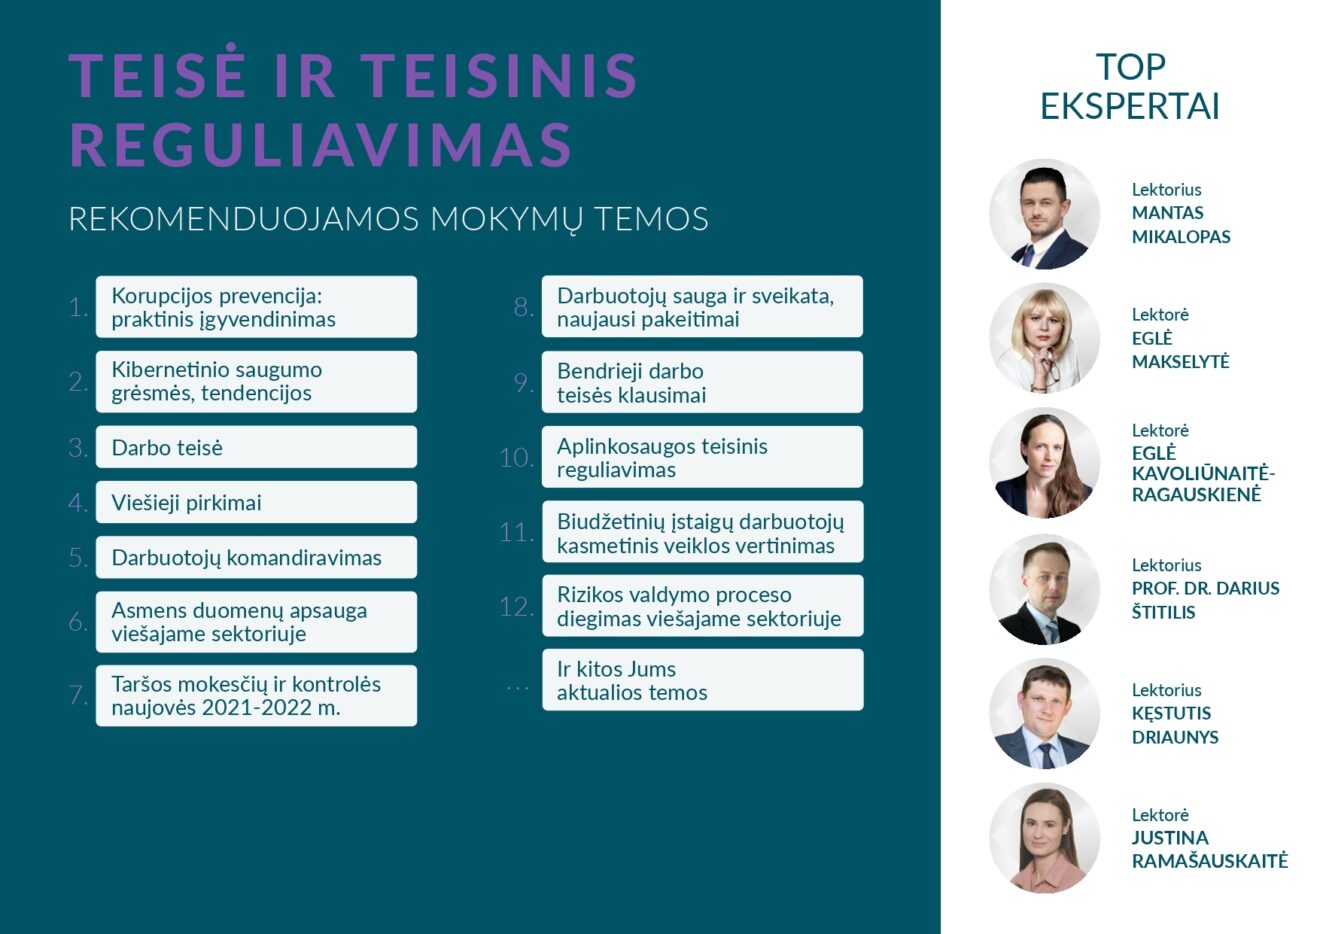 TEISĖ IR TEISINIS
REGULIAVIMAS
REKOMENDUOJAMOS MOKYMŲ TEMOS
1. Korupcijos prevencija:
praktinis įgyvendinimas
2. Kibernetinio saugumo
grėsmės, tendencijos
3. Darbo teisė
4. Viešieji pirkimai
5. Darbuotojų komandiravimas
6. Asmens duomenų apsauga
viešajame sektoriuje
7. Taršos mokesčių ir kontrolės
naujovės 2021-2022 m.
8. Darbuotojų sauga ir sveikata,
naujausi pakeitimai
9. Bendrieji darbo
teisės klausimai
10. Aplinkosaugos teisinis
reguliavimas
11. Biudžetinių įstaigų darbuotojų
kasmetinis veiklos vertinimas
12. Rizikos valdymo proceso
diegimas viešajame sektoriuje
... Ir kitos Jums
aktualios temos
TOP
EKSPERTAI
Lektorius
MANTAS
MIKALOPAS
Lektorė
EGLĖ
MAKSELYTĖ
Lektorė
EGLĖ
KAVOLIŪNAITĖ-
RAGAUSKIENĖ
Lektorius
PROF. DR. DARIUS
ŠTITILIS
Lektorius
KĘSTUTIS
DRIAUNYS
Lektorė
JUSTINA
RAMAŠAUSKAITĖ